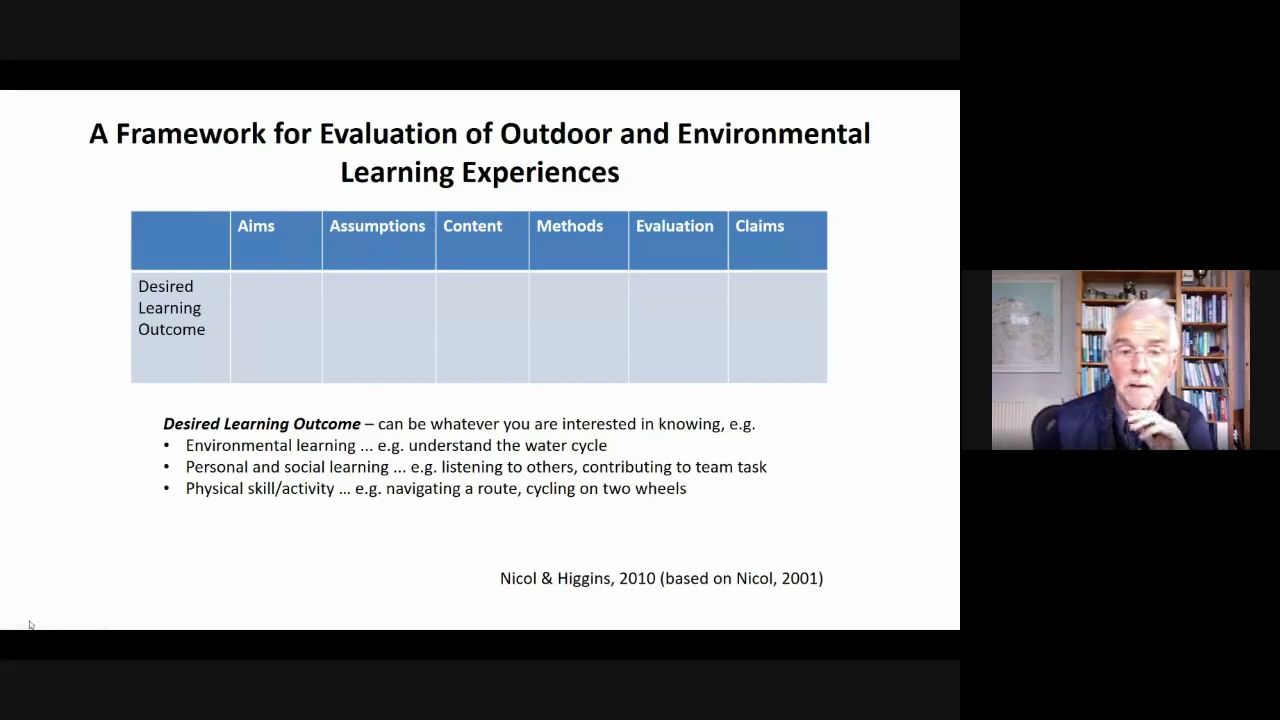 A Framework for Evaluation of Outdoor and Environmental
Learning Experiences
Aims Assumptions Content Methods Evaluation Claims
Desired
Learning
Outcome
Desired Learning Outcome – can be whatever you are interested in knowing, e.g.
• Environmental learning ... e.g. understand the water cycle
• Personal and social learning ... e.g. listening to others, contributing to team task
• Physical skill/activity … e.g. navigating a route, cycling on two wheels
Nicol & Higgins, 2010 (based on Nicol, 2001)